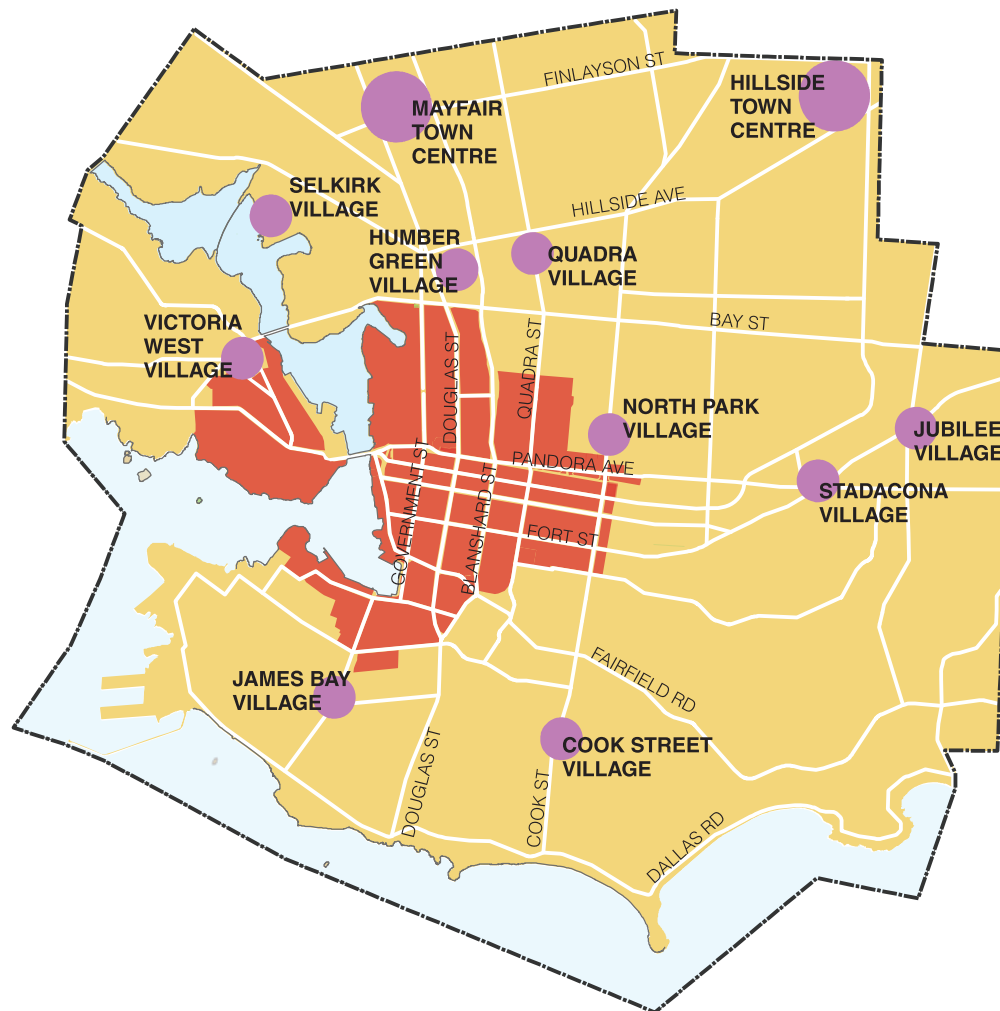 FINLAYSON ST
HILLSIDE
TOWN
CENTRE
MAYFAIR
TOWN
CENTRE
SELKIRK
VILLAGE
HILLSIDE AVE
HUMBER
GREEN
VILLAGE
QUADRA
VILLAGE
VICTORIA
WEST
VILLAGE
BAY ST
DOUGLAS ST
QUADRA ST
NORTH PARK
VILLAGE
JUBILEE
VILLAGE
PANDORA AVE
GOVERNMENT ST
BLANSHARD ST
STADACONA
VILLAGE
FORT ST
JAMES BAY
VILLAGE
FAIRFIELD RD
COOK STREET
VILLAGE
DOUGLAS ST
COOK ST
DALLAS RD